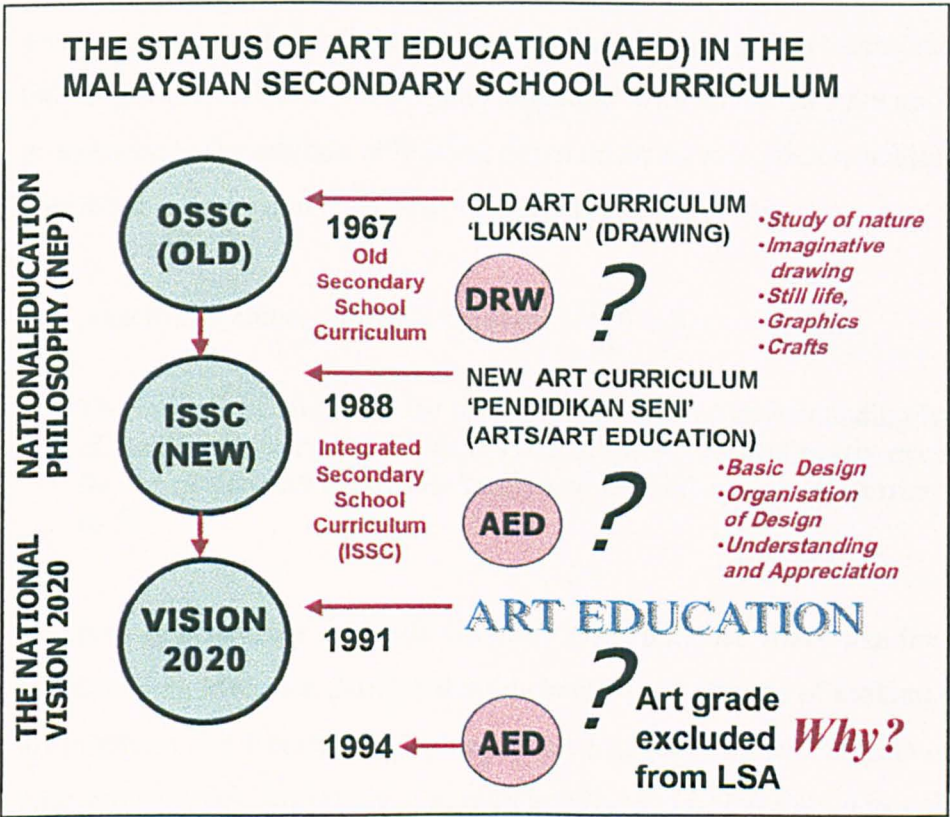 THE STATUS OF ART EDUCATION (AED) IN THE
MALAYSIAN SECONDARY SCHOOL CURRICULUM
NATIONALEDUCATION
PHILOSOPHY (NEP)
OSSC
(OLD)
1967
Old
Secondary
School
Curriculum
OLD ART CURRICULUM
‘LUKISAN’ (DRAWING)
DRW
?
•Study of nature
•Imaginative
drawing
•Still life,
•Graphics
•Crafts
ISSC
(NEW)
1988
Integrated
Secondary
School
Curriculum
(ISSC)
NEW ART CURRICULUM
‘PENDIDIKAN SENI’
(ARTS/ART EDUCATION)
AED
?
•Basic Design
•Organisation
of Design
•Understanding
and Appreciation
THE NATIONAL
VISION 2020
VISION
2020
1991
ART EDUCATION
1994
AED
?
Art grade
excluded
from LSA
Why?